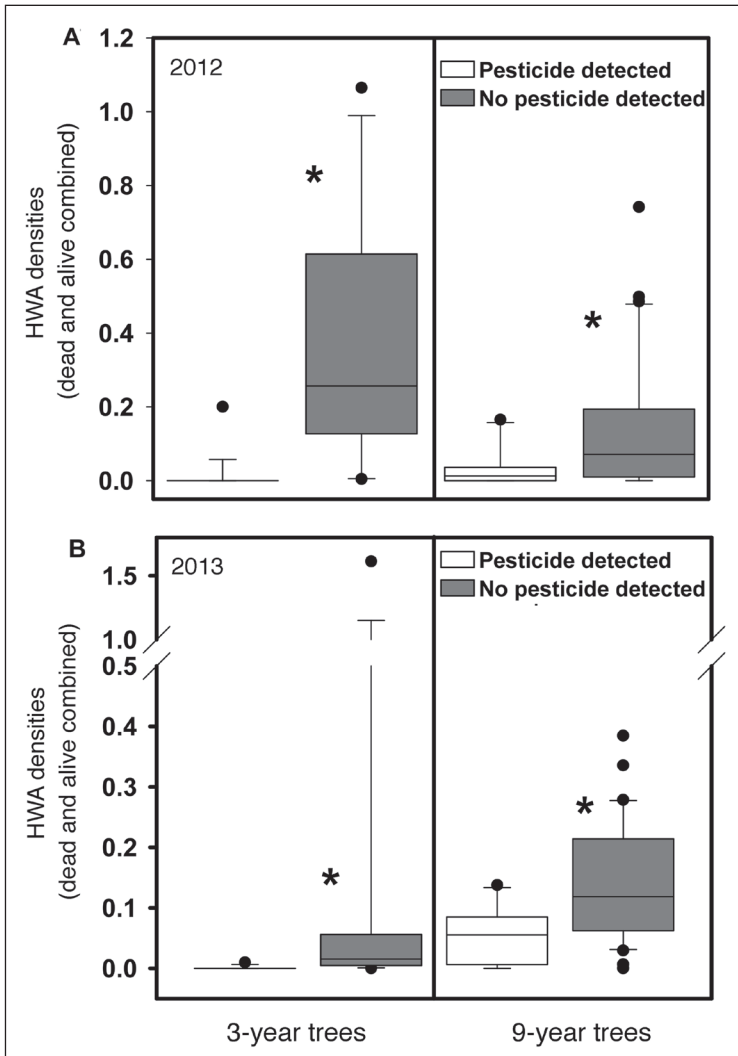 A
1.2
1.0
0.8
0.6
0.4
0.2
0.0
HWA densities
(dead and alive combined)
2012
*
Pesticide detected
No pesticide detected
*
B
1.5
1.0
0.5
0.4
0.3
0.2
0.1
0.0
HWA densities
(dead and alive combined)
2013
*
Pesticide detected
No pesticide detected
*
3-year trees
9-year trees